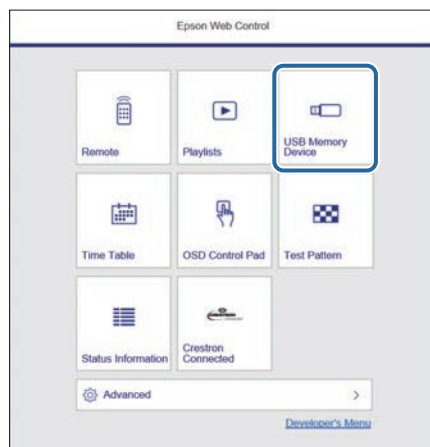 Epson Web Control
Remote
Playlists
USB Memory
Device
Time Table
OSD Control Pad
Test Pattern
Status Information
CRESTRON
Crestron
Connected
Advanced
Developer's Menu